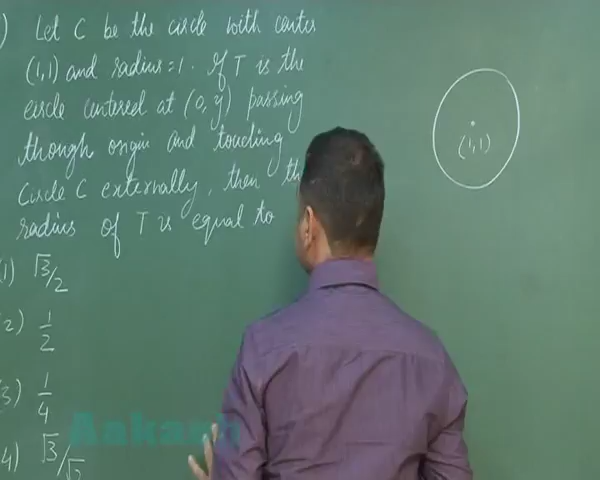 ) Let C be the circle with center
(1,1) and radius=1. If T is the
circle centered at (0, y) passing
though origin and touching
Circle C externally, then th
radius of T is equal to
(1) √3/2
2) 1/2
3) 1/4
4) √3/√2
(1,1)
Aakash